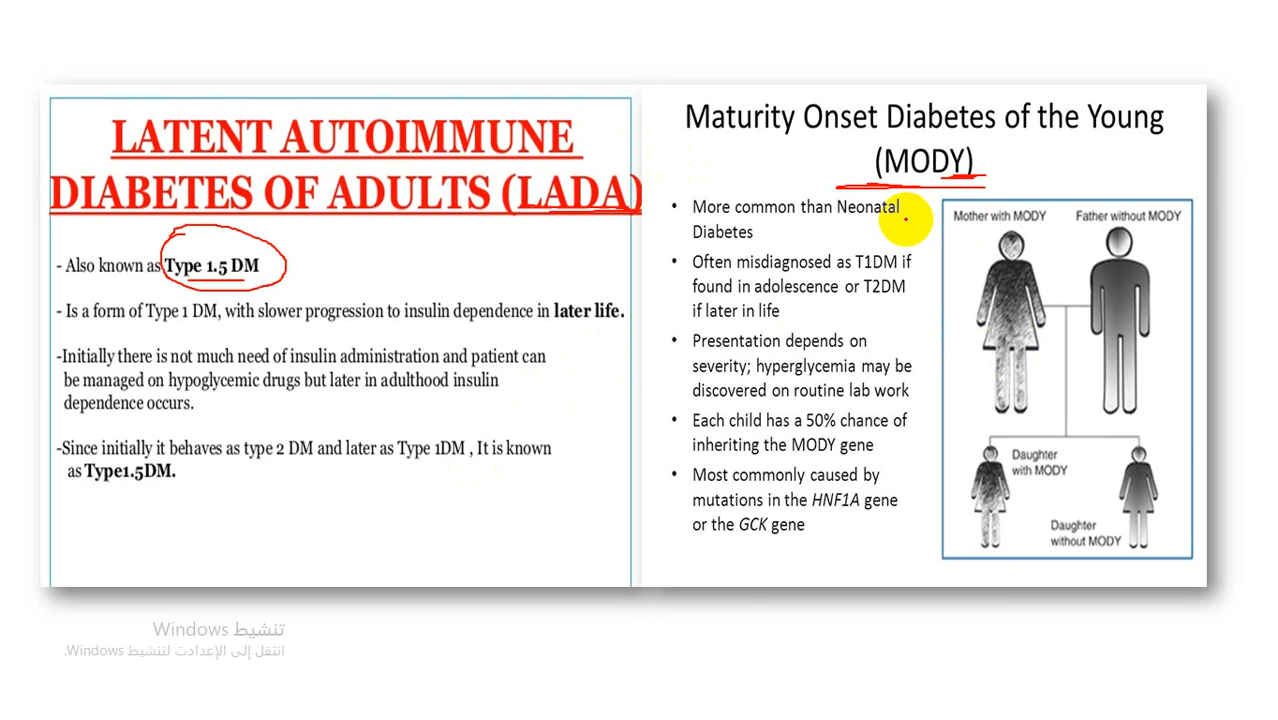 LATENT AUTOIMMUNE
DIABETES OF ADULTS (LADA)
- Also known as Type 1.5 DM
- Is a form of Type 1 DM, with slower progression to insulin dependence in later life.
-Initially there is not much need of insulin administration and patient can
be managed on hypoglycemic drugs but later in adulthood insulin
dependence occurs.
-Since initially it behaves as type 2 DM and later as Type 1DM , It is known
as Type1.5DM.
Maturity Onset Diabetes of the Young
(MODY)
• More common than Neonatal
Diabetes
• Often misdiagnosed as T1DM if
found in adolescence or T2DM
if later in life
• Presentation depends on
severity; hyperglycemia may be
discovered on routine lab work
• Each child has a 50% chance of
inheriting the MODY gene
• Most commonly caused by
mutations in the HNF1A gene
or the GCK gene
Mother with MODY
Father without MODY
Daughter
with MODY
Daughter
without MODY
تنشيط Windows
انتقل إلى الإعدادت لتنشيط Windows.